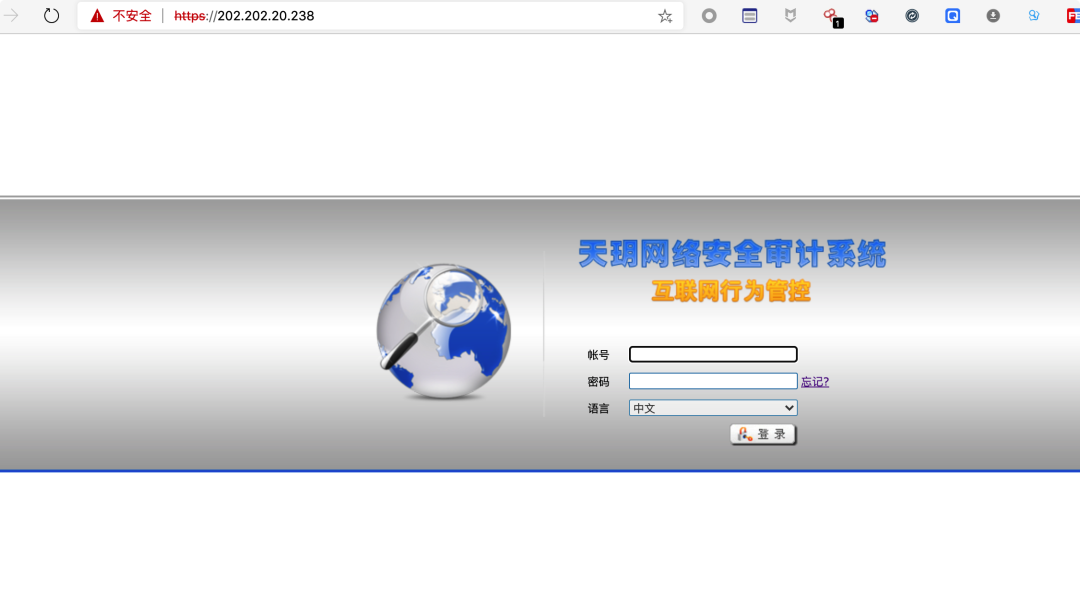 不安全 | https://202.202.20.238
1
天玥网络安全审计系统
互联网行为管控
帐号
密码 忘记?
语言 中文
登 录